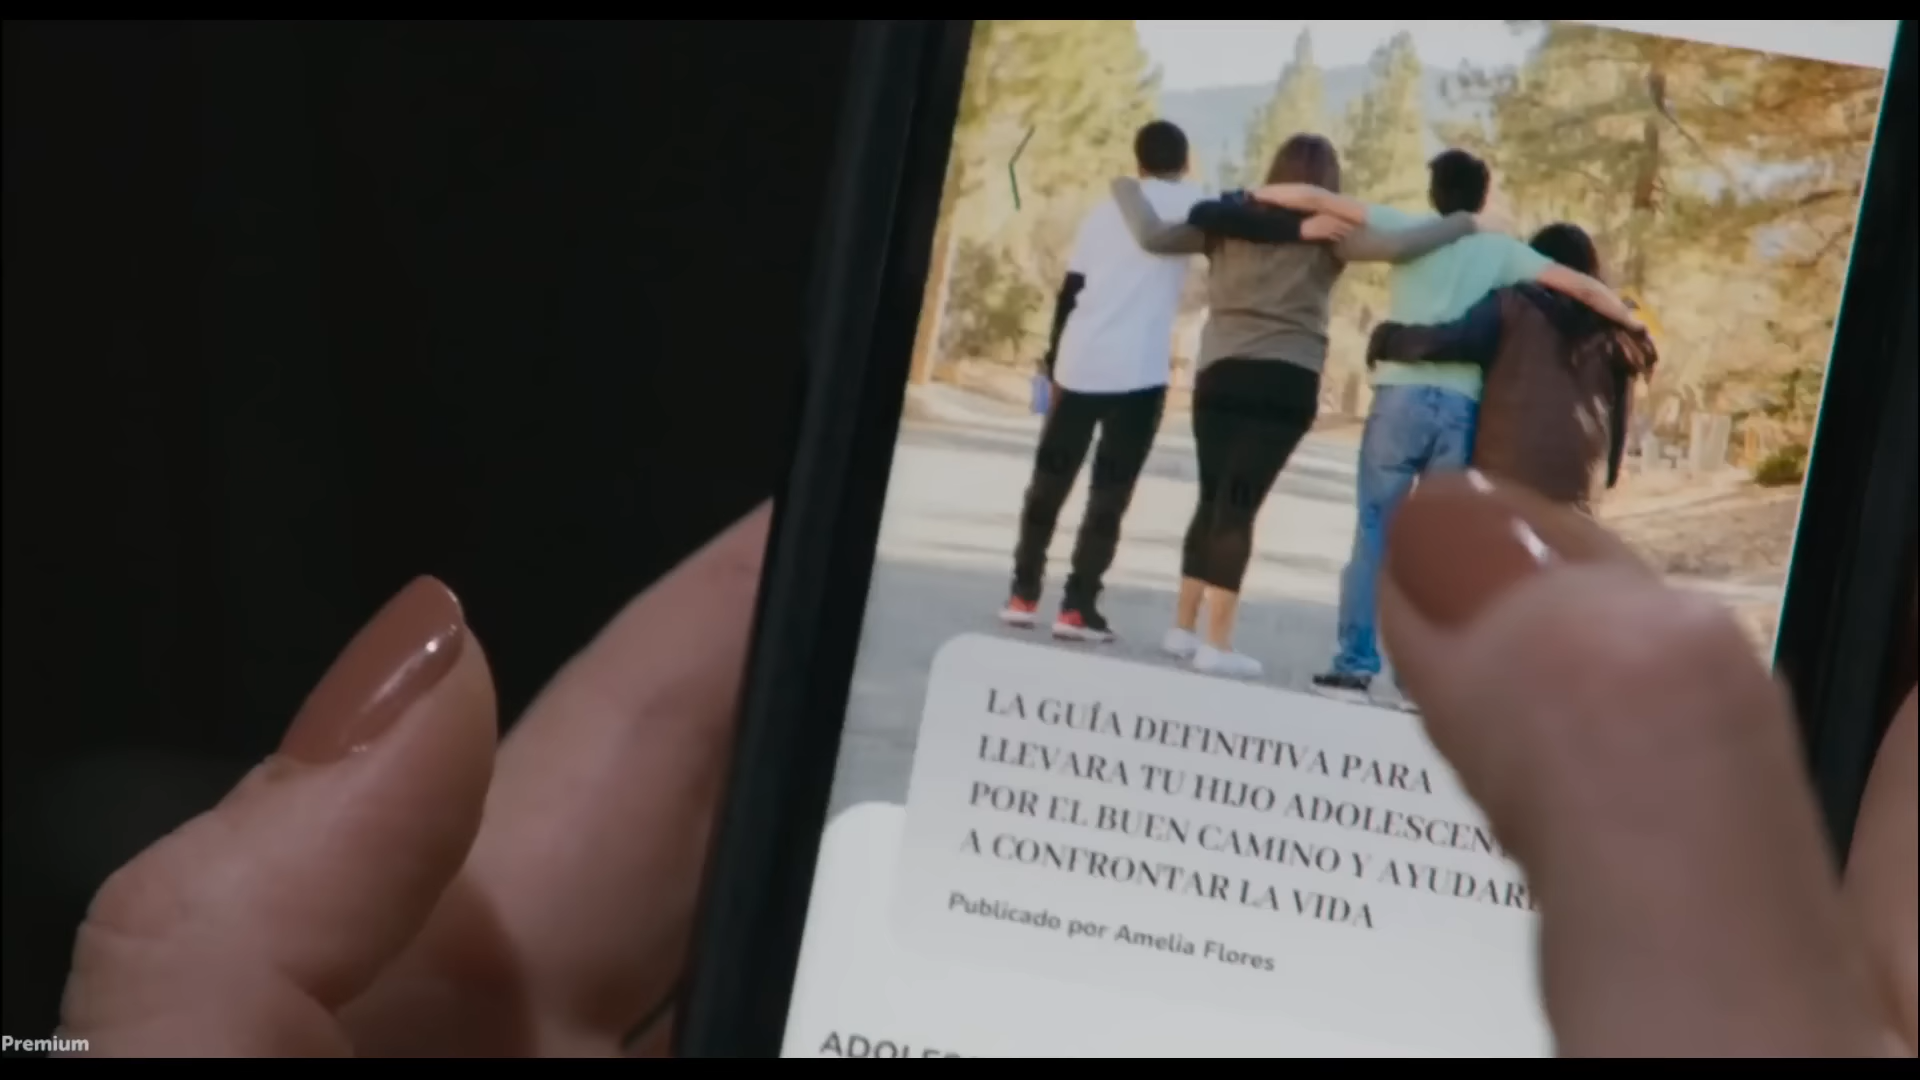 LA GUÍA DEFINITIVA PARA
LLEVARA TU HIJO ADOLESCEN
POR EL BUEN CAMINO Y AYUDAR
A CONFRONTAR LA VIDA
Publicado por Amelia Flores
Premium